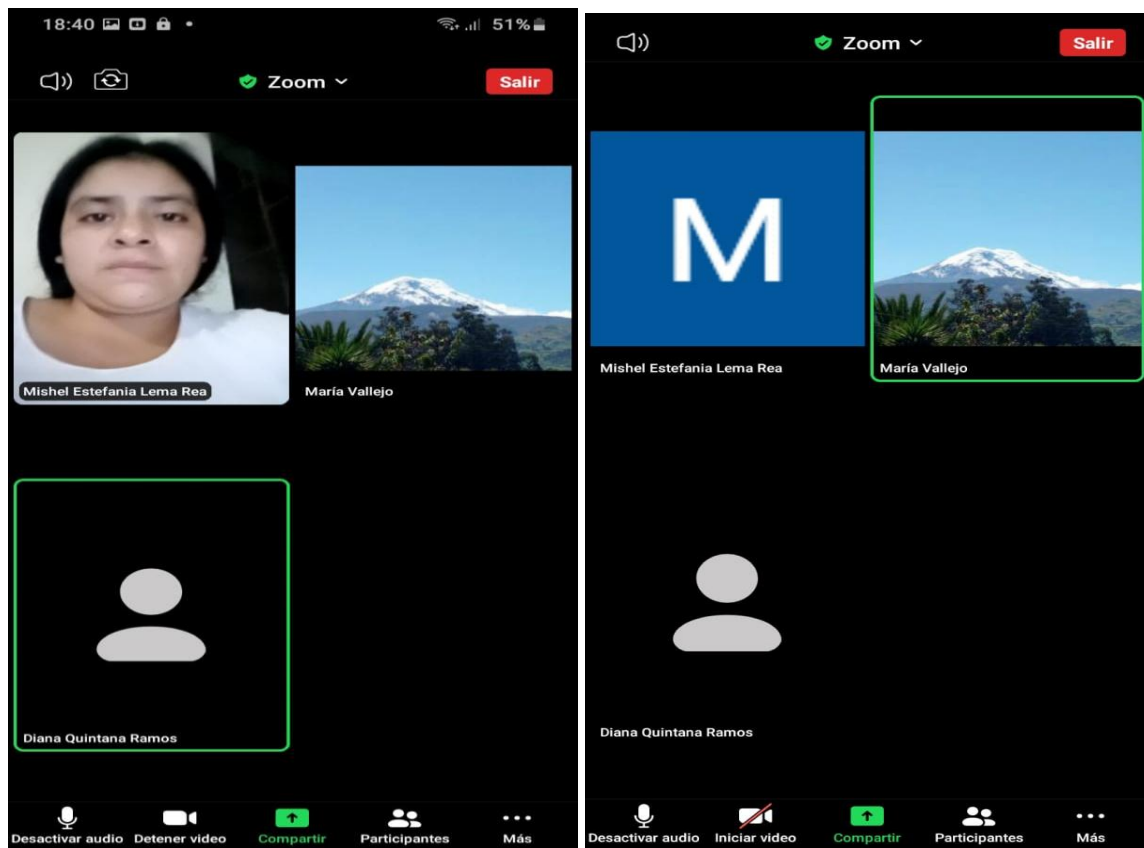 18:40
51%
Zoom
Salir
Mishel Estefania Lema Rea
María Vallejo
Diana Quintana Ramos
Desactivar audio
Detener video
Compartir
Participantes
Más
Zoom
Salir
M
Mishel Estefania Lema Rea
María Vallejo
Diana Quintana Ramos
Desactivar audio
Iniciar video
Compartir
Participantes
Más